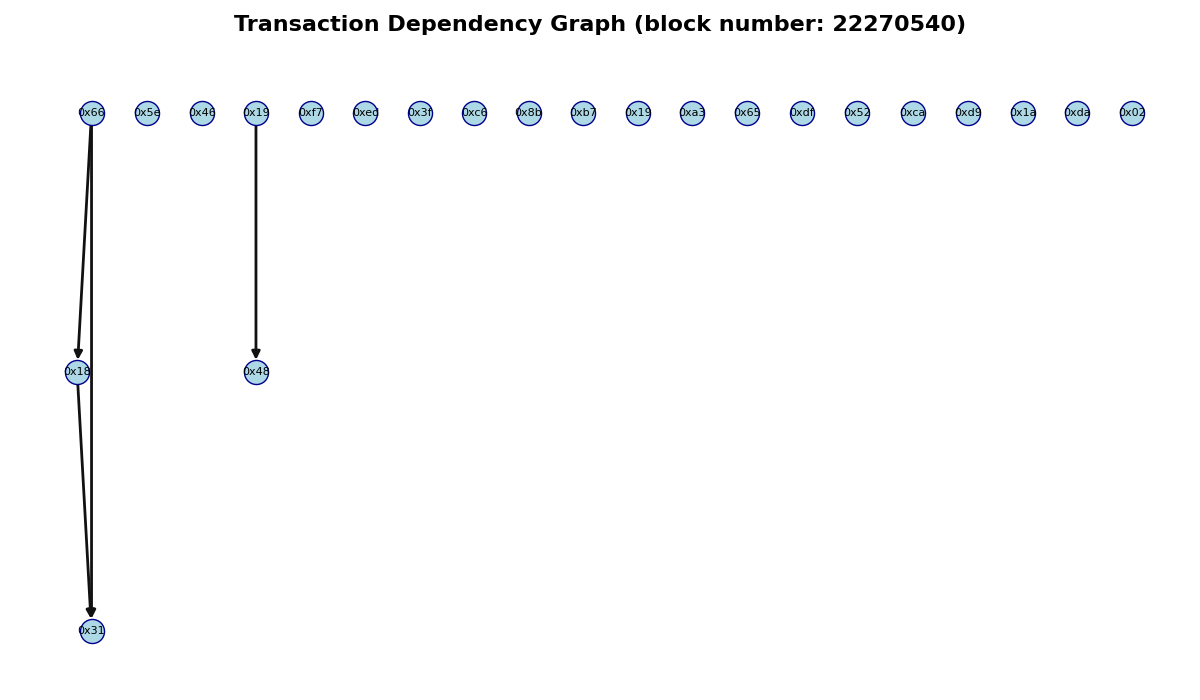 Transaction Dependency Graph (block number: 22270540)
0x66 0x5e 0x46 0x19 0xf7 0xed 0x3f 0xc6 0x8b 0xb7 0x19 0xa3 0x65 0xdf 0x52 0xca 0xd9 0x1a 0xda 0x02
0x18 0x48
0x31